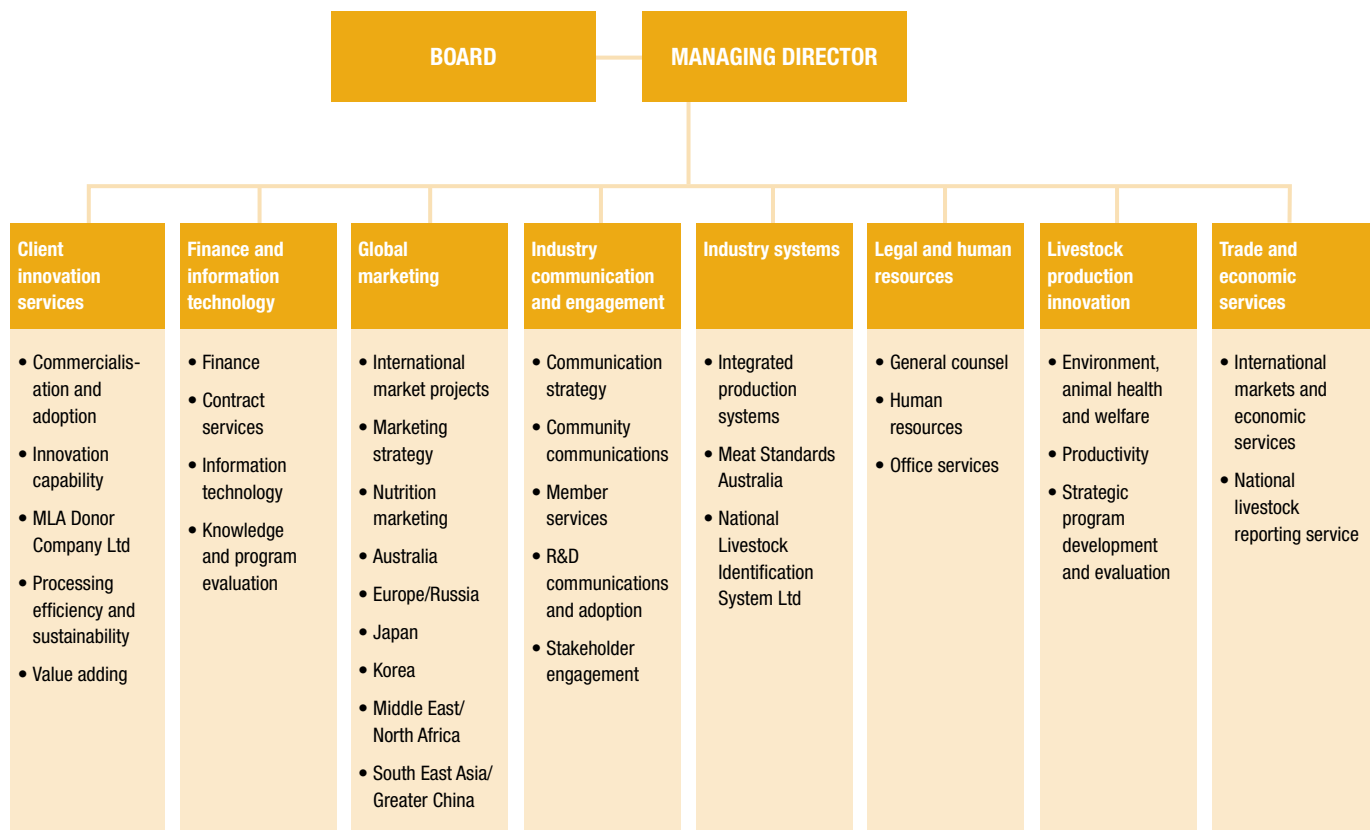 BOARD
MANAGING DIRECTOR
Client
innovation
services
• Commercialis-
ation and
adoption
• Innovation
capability
• MLA Donor
Company Ltd
• Processing
efficiency and
sustainability
• Value adding
Finance and
information
technology
• Finance
• Contract
services
• Information
technology
• Knowledge
and program
evaluation
Global
marketing
• International
market projects
• Marketing
strategy
• Nutrition
marketing
• Australia
• Europe/Russia
• Japan
• Korea
• Middle East/
North Africa
• South East Asia/
Greater China
Industry
communication
and engagement
• Communication
strategy
• Community
communications
• Member
services
• R&D
communications
and adoption
• Stakeholder
engagement
Industry systems
• Integrated
production
systems
• Meat Standards
Australia
• National
Livestock
Identification
System Ltd
Legal and human
resources
• General counsel
• Human
resources
• Office services
Livestock
production
innovation
• Environment,
animal health
and welfare
• Productivity
• Strategic
program
development
and evaluation
Trade and
economic
services
• International
markets and
economic
services
• National
livestock
reporting service